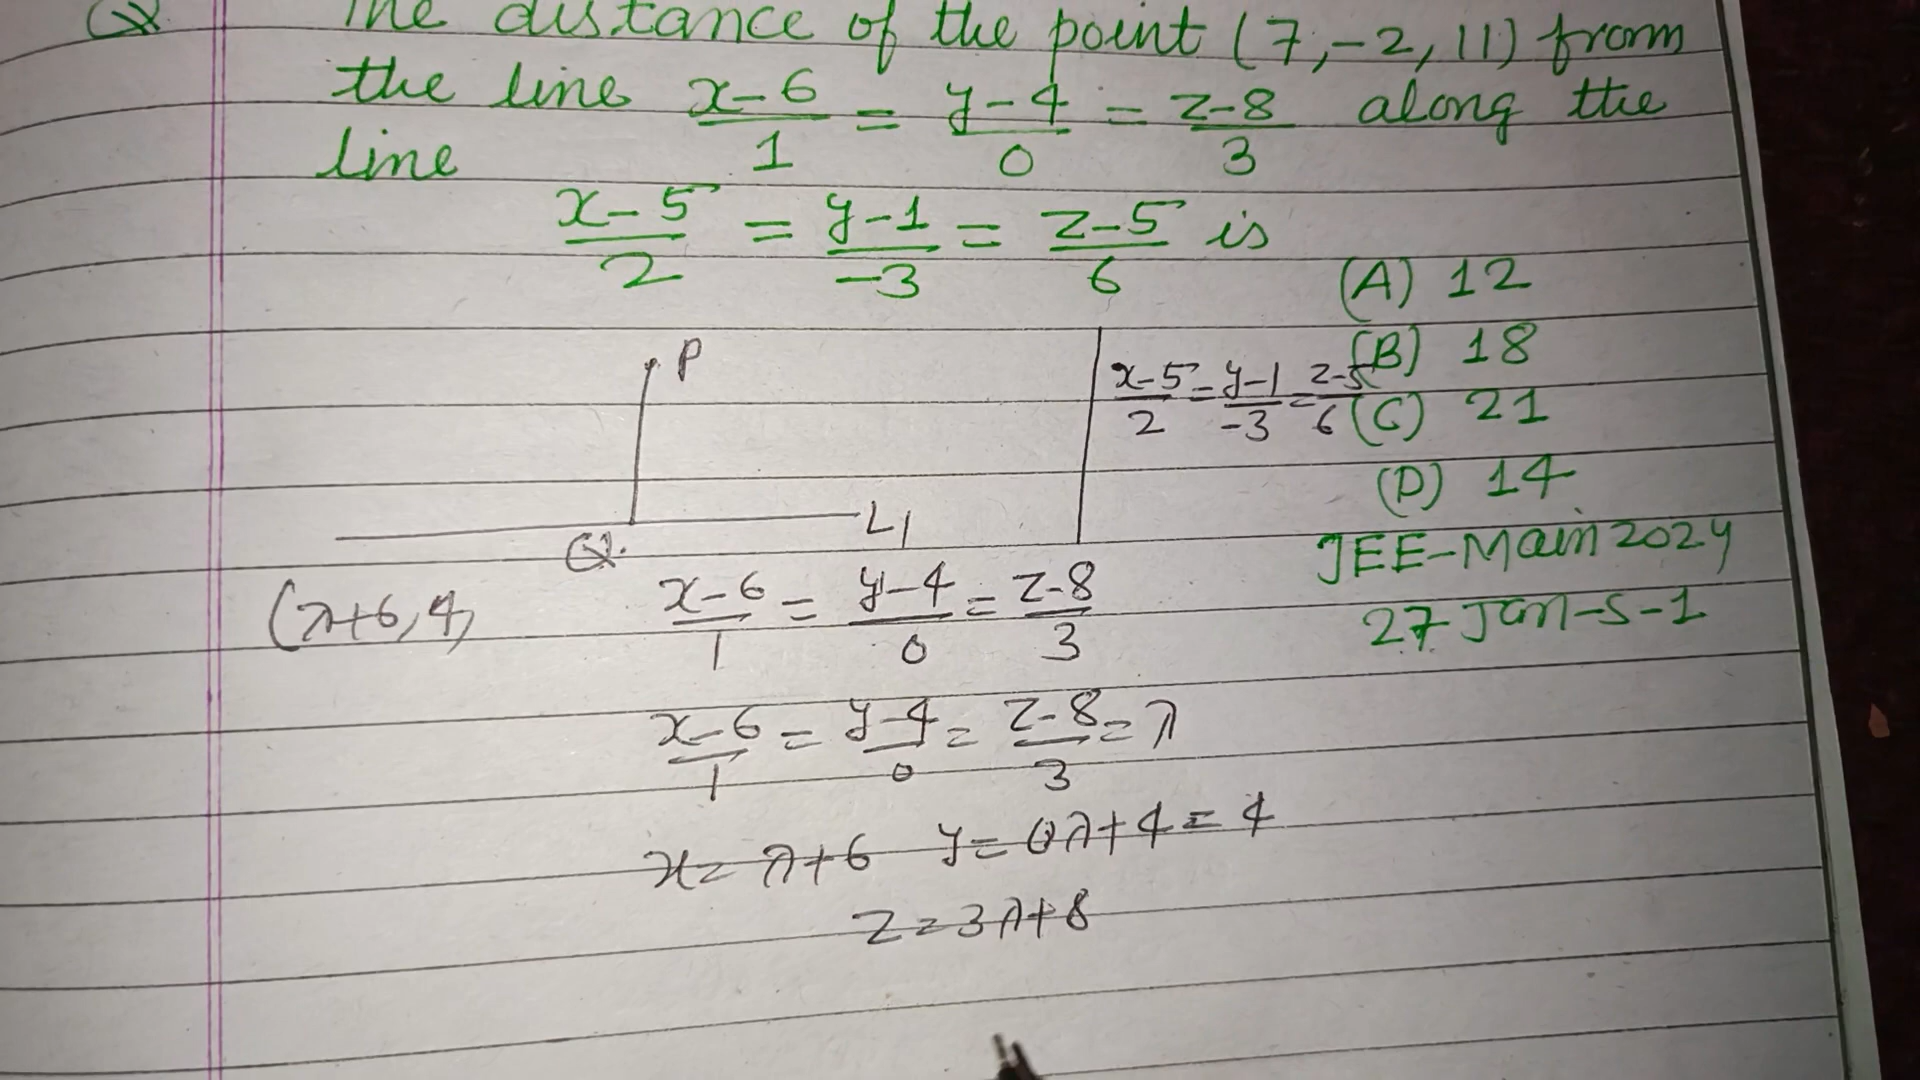 Q The distance of the point (7,-2,11) from
the line x-6/1 = y-4/0 = z-8/3 along the
line
x-5/2 = y-1/-3 = z-5/6 is
(A) 12
(B) 18
(C) 21
(D) 14
JEE-Main 2024
27 Jan-S-1
P
x-5/2 = y-1/-3 = z-5/6
L1
Q.
(λ+6,4,
x-6/1 = y-4/0 = z-8/3
x-6/1 = y-4/0 = z-8/3 = λ
x = λ+6 y = 0λ+4 = 4
z = 3λ+8